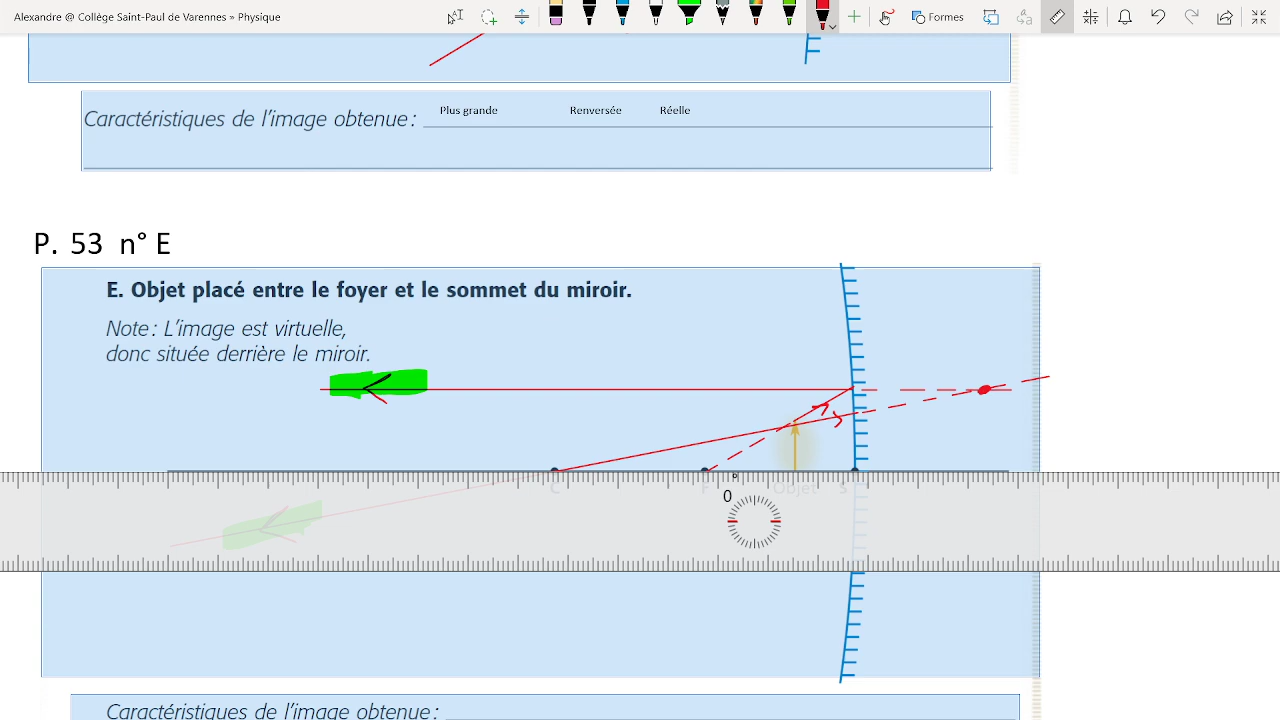 Alexandre @ Collège Saint-Paul de Varennes » Physique
Formes
Caractéristiques de l'image obtenue : Plus grande Renversée Réelle
P. 53 n° E
E. Objet placé entre le foyer et le sommet du miroir.
Note : L'image est virtuelle,
donc située derrière le miroir.
C F Objet S
0°
Caractéristiques de l'image obtenue :